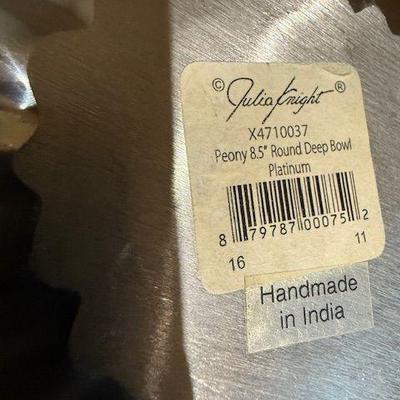 © Julia Knight ®
X4710037
Peony 8.5" Round Deep Bowl
Platinum
8 79787 00075 2
16 11
Handmade
in India